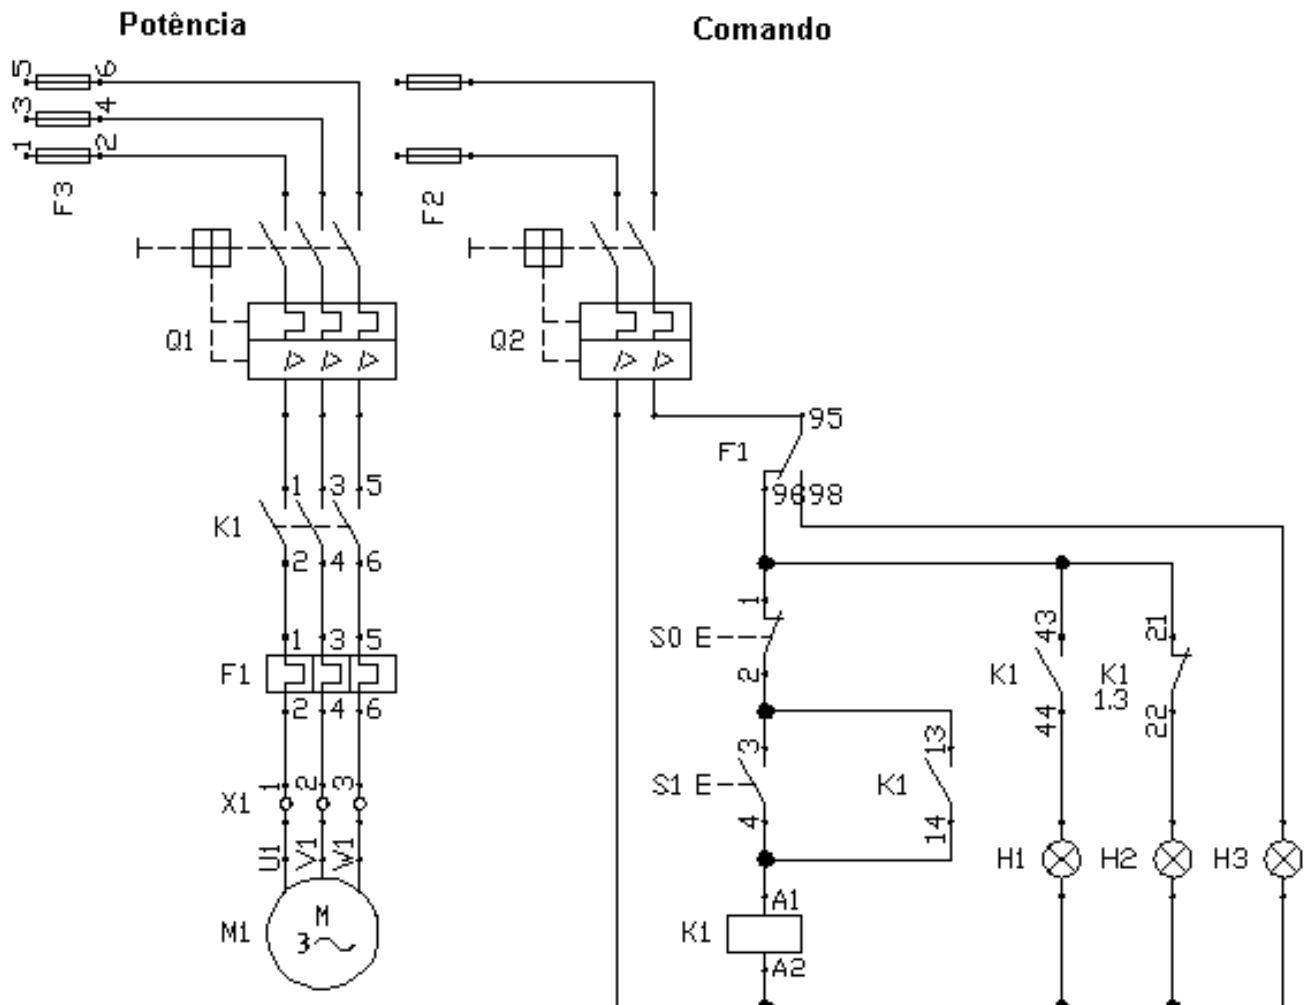 Potência
Comando
5 6
3 4
1 2
F3
F2
Q1
Q2
95
F1
96 98
1 3 5
K1
2 4 6
1
S0 E
2
1 3 5
F1
2 4 6
43
K1
44
21
K1
1.3
22
3
S1 E
4
13
K1
14
1 2 3
X1
U1 V1 W1
H1
H2
H3
M1
M
3
A1
K1
A2